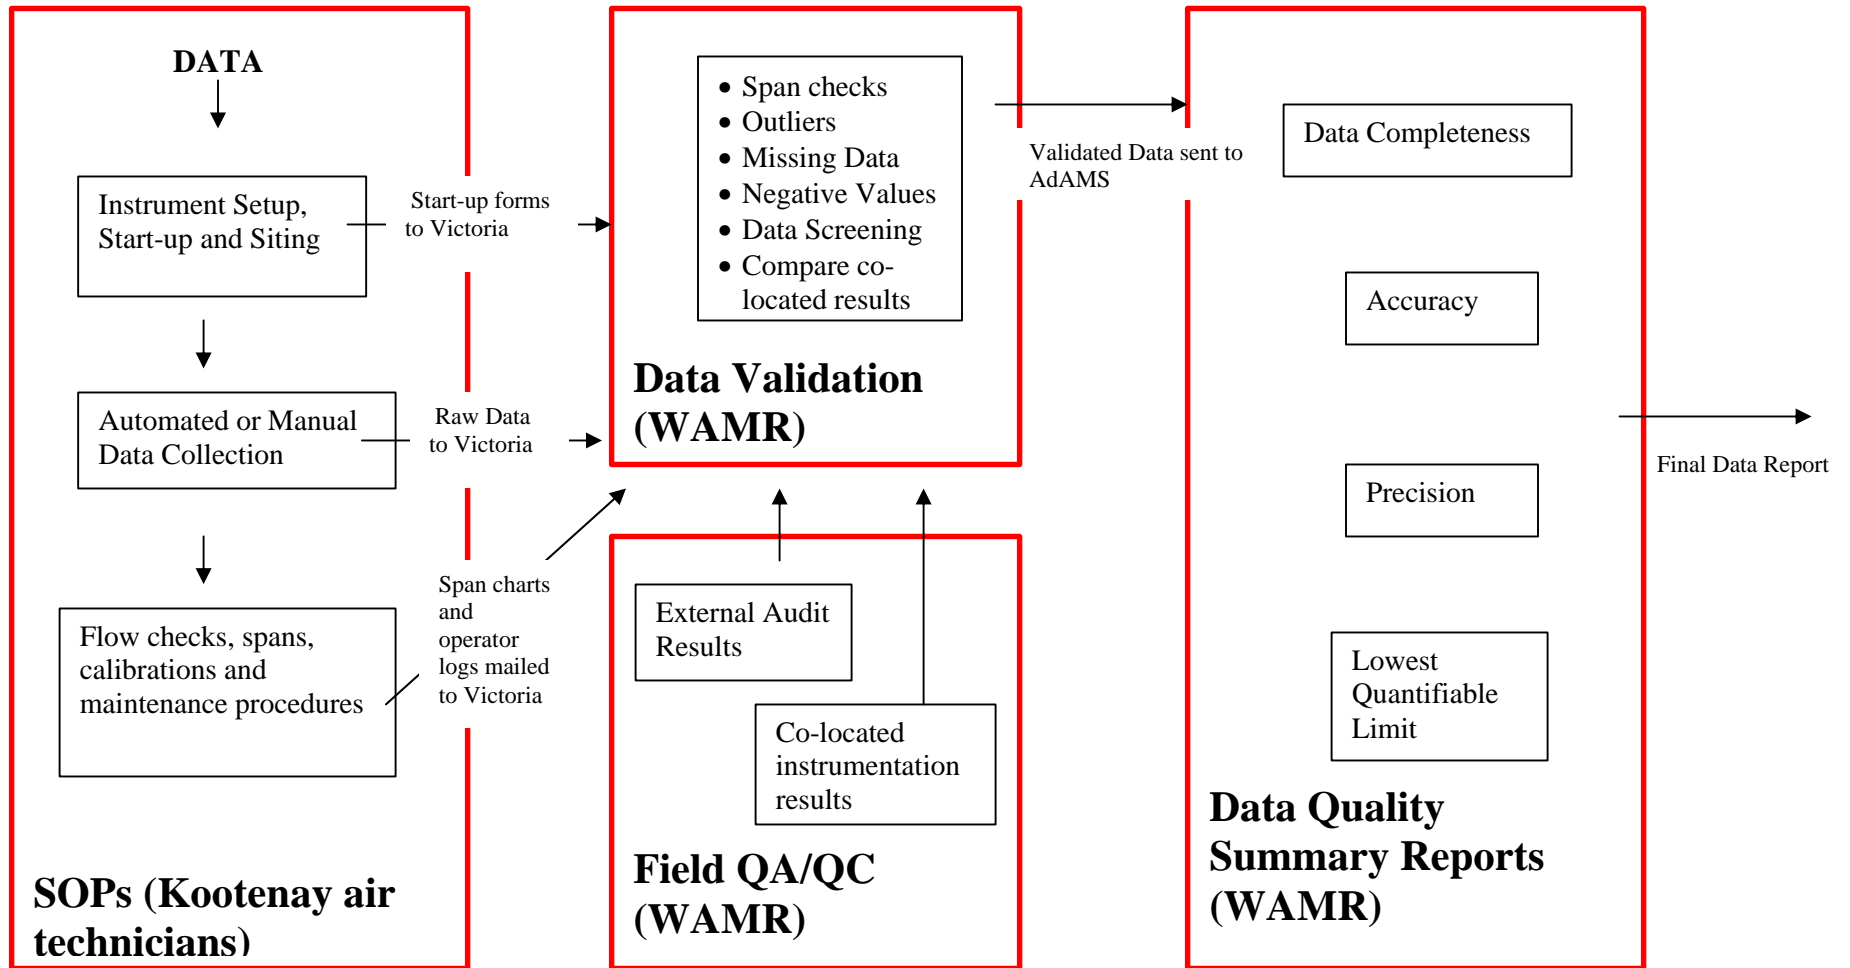 DATA
Instrument Setup,
Start-up and Siting
Start-up forms
to Victoria
Automated or Manual
Data Collection
Raw Data
to Victoria
Flow checks, spans,
calibrations and
maintenance procedures
Span charts
and
operator
logs mailed
to Victoria
SOPs (Kootenay air
technicians)
• Span checks
• Outliers
• Missing Data
• Negative Values
• Data Screening
• Compare co-
located results
Data Validation
(WAMR)
External Audit
Results
Co-located
instrumentation
results
Field QA/QC
(WAMR)
Validated Data sent to
AdAMS
Data Completeness
Accuracy
Precision
Lowest
Quantifiable
Limit
Data Quality
Summary Reports
(WAMR)
Final Data Report